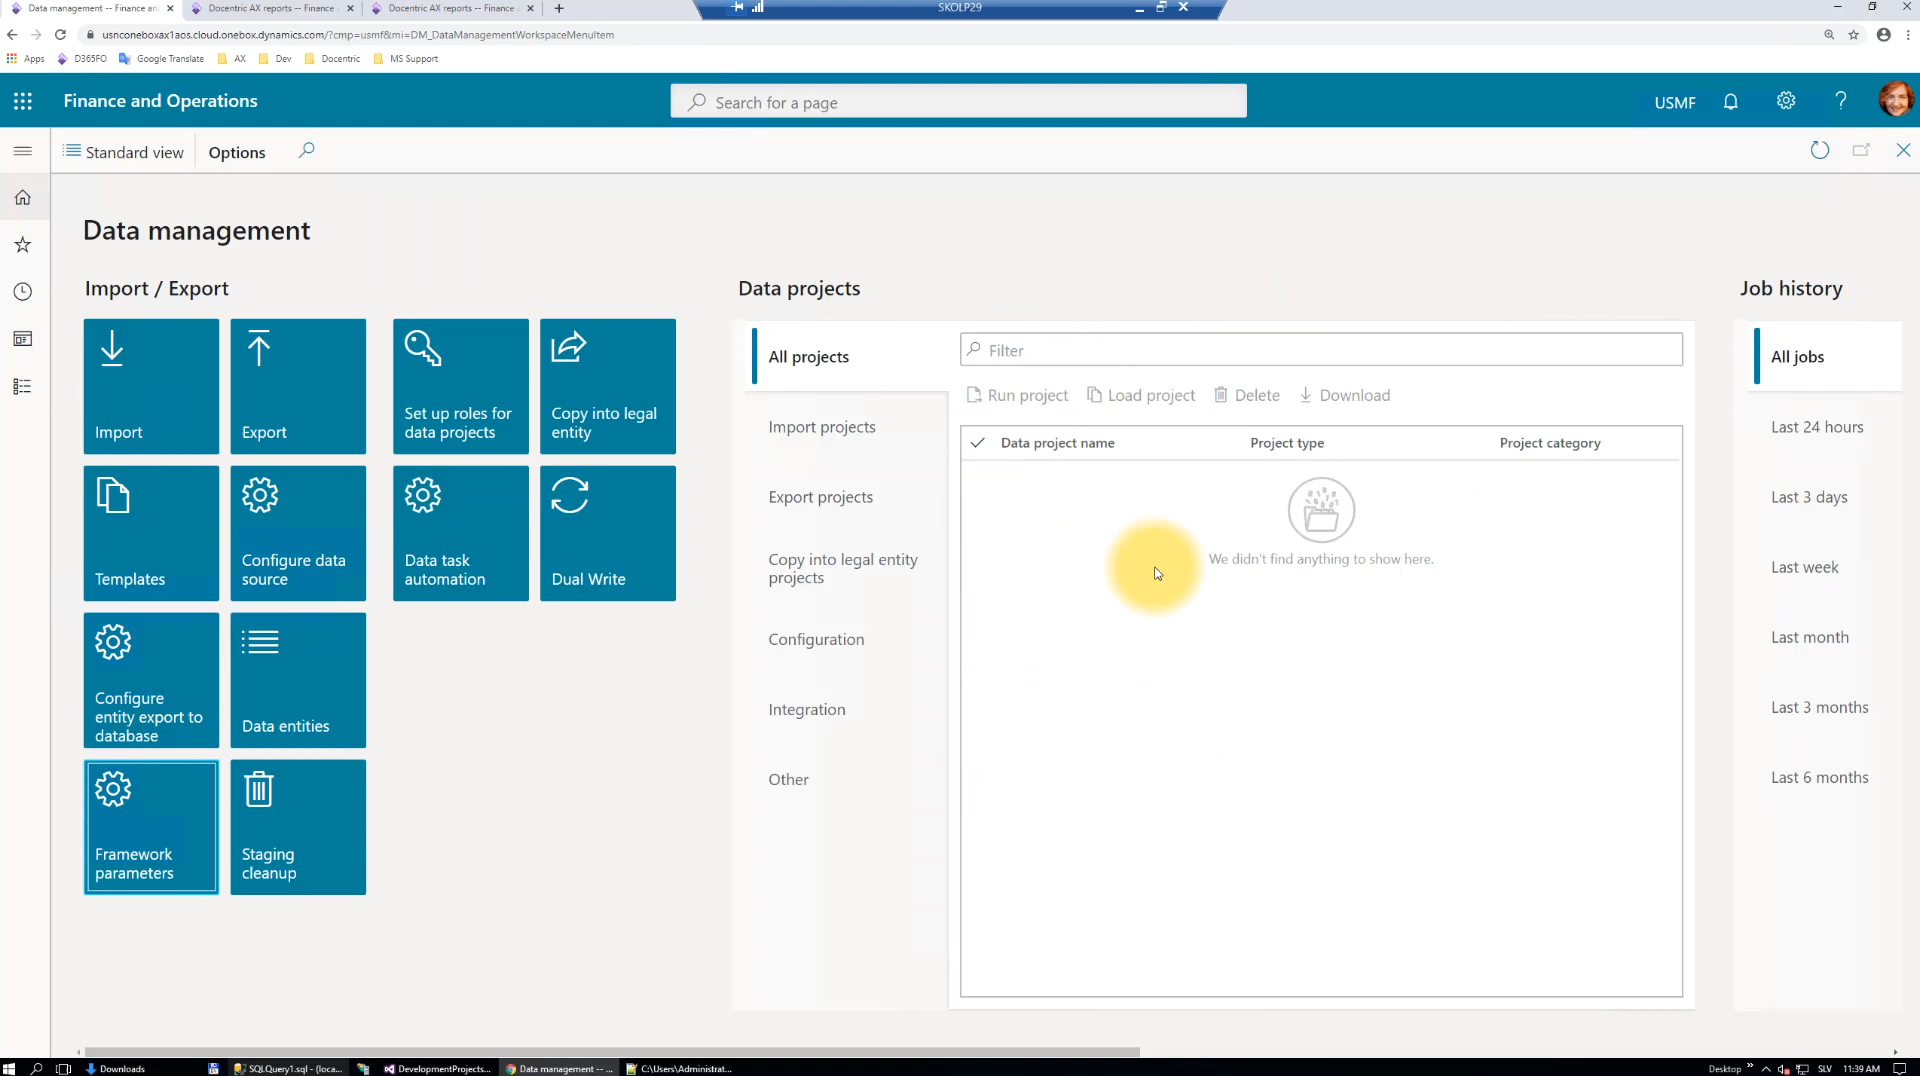 Data management -- Finance an
Docentric AX reports -- Finance
Docentric AX reports -- Finance
SKOLP29
usnconeboxax1aos.cloud.onebox.dynamics.com/?cmp=usmf&mi=DM_DataManagementWorkspaceMenuItem
Apps
D365FO
Google Translate
AX
Dev
Docentric
MS Support
Finance and Operations
Search for a page
USMF
Standard view
Options
Data management
Import / Export
Import
Export
Set up roles for
data projects
Copy into legal
entity
Templates
Configure data
source
Data task
automation
Dual Write
Configure
entity export to
database
Data entities
Framework
parameters
Staging
cleanup
Data projects
All projects
Import projects
Export projects
Copy into legal entity
projects
Configuration
Integration
Other
Filter
Run project
Load project
Delete
Download
Data project name
Project type
Project category
We didn't find anything to show here.
Job history
All jobs
Last 24 hours
Last 3 days
Last week
Last month
Last 3 months
Last 6 months
Downloads
SQLQuery1.sql - (loca...
DevelopmentProjects...
Data management -- ...
C:\Users\Administrat...
Desktop
SLV
11:39 AM